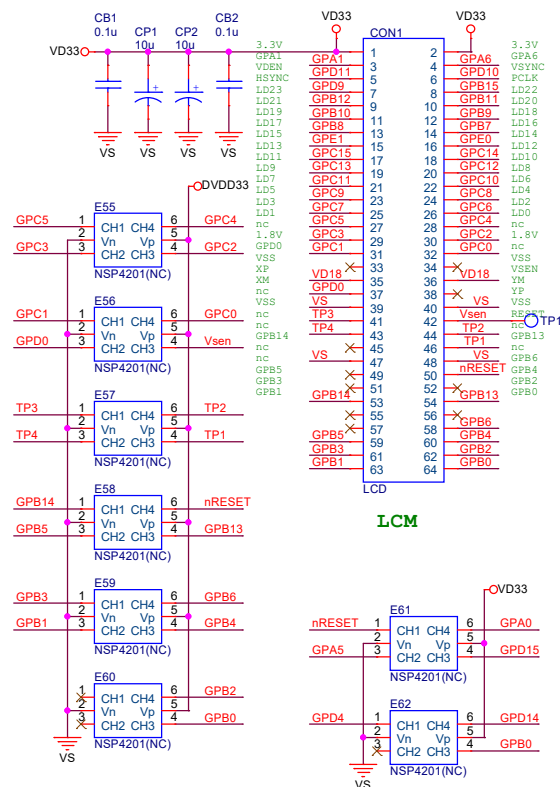 CB1
0.1u
CP1
10u
CP2
10u
CB2
0.1u
VD33
VS
VS
VS
VS
VD33
CON1
VD33
3.3V
GPA1
VDEN
HSYNC
LD23
LD21
LD19
LD17
LD15
LD13
LD11
LD9
LD7
LD5
LD3
LD1
nc
1.8V
GPD0
VSS
XP
XM
nc
VSS
nc
nc
GPB14
nc
nc
GPB5
GPB3
GPB1
1 2
GPA1 3 4 GPA6
GPD11 5 6 GPD10
GPD9 7 8 GPB15
GPB12 9 10 GPB11
GPB10 11 12 GPB9
GPB8 13 14 GPB7
GPE1 15 16 GPE0
GPC15 17 18 GPC14
GPC13 19 20 GPC12
GPC11 21 22 GPC10
GPC9 23 24 GPC8
GPC7 25 26 GPC6
GPC5 27 28 GPC4
GPC3 29 30 GPC2
GPC1 31 32 GPC0
33 34
VD18 35 36 VD18
GPD0 37 38
VS 39 40 VS
TP3 41 42 Vsen TP1
TP4 43 44 TP2
45 46 TP1
VS 47 48 VS
49 50 nRESET
51 52
GPB14 53 54 GPB13
55 56
57 58 GPB6
GPB5 59 60 GPB4
GPB3 61 62 GPB2
GPB1 63 64 GPB0
LCD
LCM
3.3V
GPA6
VSYNC
PCLK
LD22
LD20
LD18
LD16
LD14
LD12
LD10
LD8
LD6
LD4
LD2
LD0
nc
nc
VSS
VSEN
YM
YP
VSS
RESET
nc
GPB13
nc
GPB6
GPB4
GPB2
GPB0
DVDD33
E55
GPC5 1 CH1 CH4 6 GPC4
2 Vn Vp 5
GPC3 3 CH2 CH3 4 GPC2
NSP4201(NC)
E56
GPC1 1 CH1 CH4 6 GPC0
2 Vn Vp 5
GPD0 3 CH2 CH3 4 Vsen
NSP4201(NC)
E57
TP3 1 CH1 CH4 6 TP2
2 Vn Vp 5
TP4 3 CH2 CH3 4 TP1
NSP4201(NC)
E58
GPB14 1 CH1 CH4 6 nRESET
2 Vn Vp 5
GPB5 3 CH2 CH3 4 GPB13
NSP4201(NC)
E59
GPB3 1 CH1 CH4 6 GPB6
2 Vn Vp 5
GPB1 3 CH2 CH3 4 GPB4
NSP4201(NC)
E60
1 CH1 CH4 6 GPB2
2 Vn Vp 5
3 CH2 CH3 4 GPB0
NSP4201(NC)
VS
VD33
E61
nRESET 1 CH1 CH4 6 GPA0
2 Vn Vp 5
GPA5 3 CH2 CH3 4 GPD15
NSP4201(NC)
E62
GPD4 1 CH1 CH4 6 GPD14
2 Vn Vp 5
3 CH2 CH3 4 GPB0
NSP4201(NC)
VS